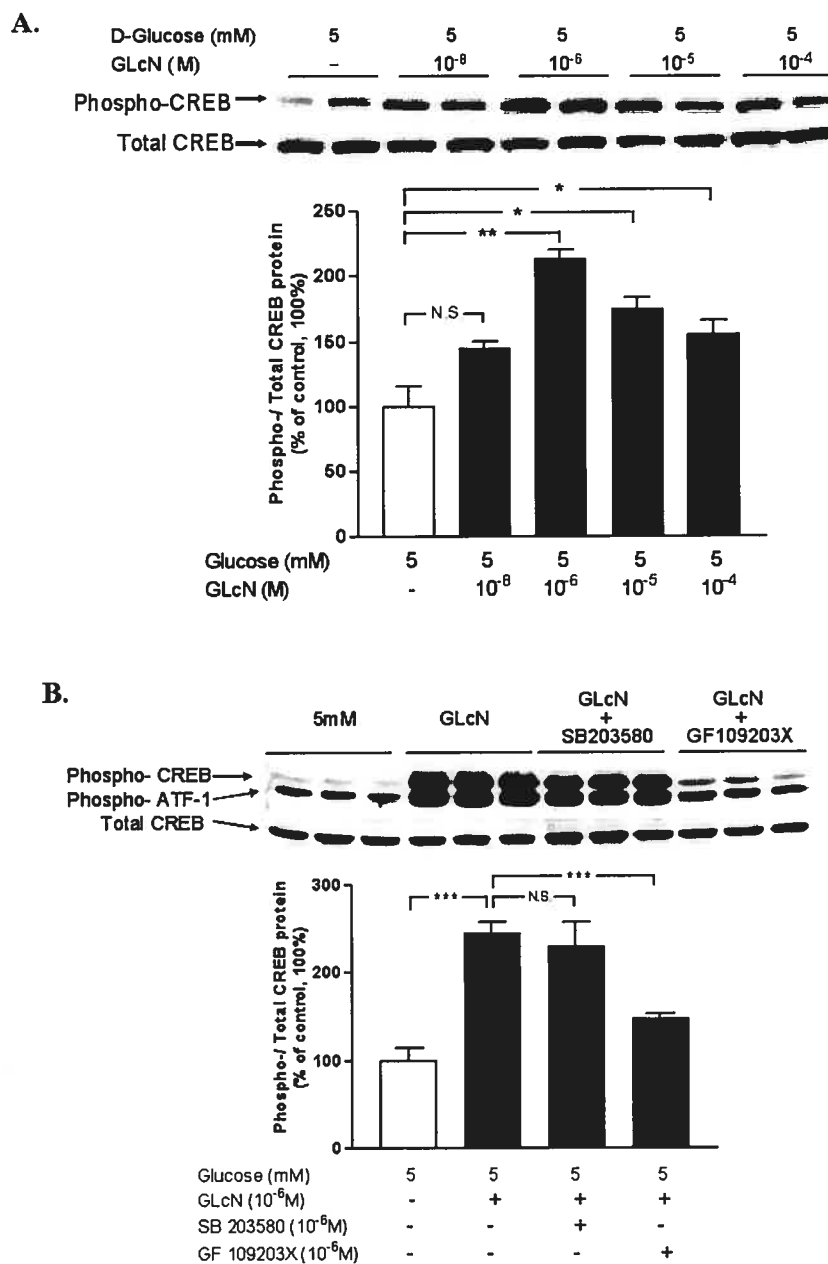 A.
D-Glucose (mM) 5 5 5 5 5
GLcN (M) - 10⁻⁸ 10⁻⁶ 10⁻⁵ 10⁻⁴
Phospho-CREB
Total CREB
Phospho-/ Total CREB protein
(% of control, 100%)
250
200
150
100
50
0
*
*
**
N.S
Glucose (mM) 5 5 5 5 5
GLcN (M) - 10⁻⁸ 10⁻⁶ 10⁻⁵ 10⁻⁴
B.
5mM
GLcN
GLcN
+
SB203580
GLcN
+
GF109203X
Phospho- CREB
Phospho- ATF-1
Total CREB
Phospho-/ Total CREB protein
(% of control, 100%)
300
200
100
0
***
N.S.
***
Glucose (mM) 5 5 5 5
GLcN (10⁻⁶M) - + + +
SB 203580 (10⁻⁶M) - - + -
GF 109203X (10⁻⁶M) - - - +